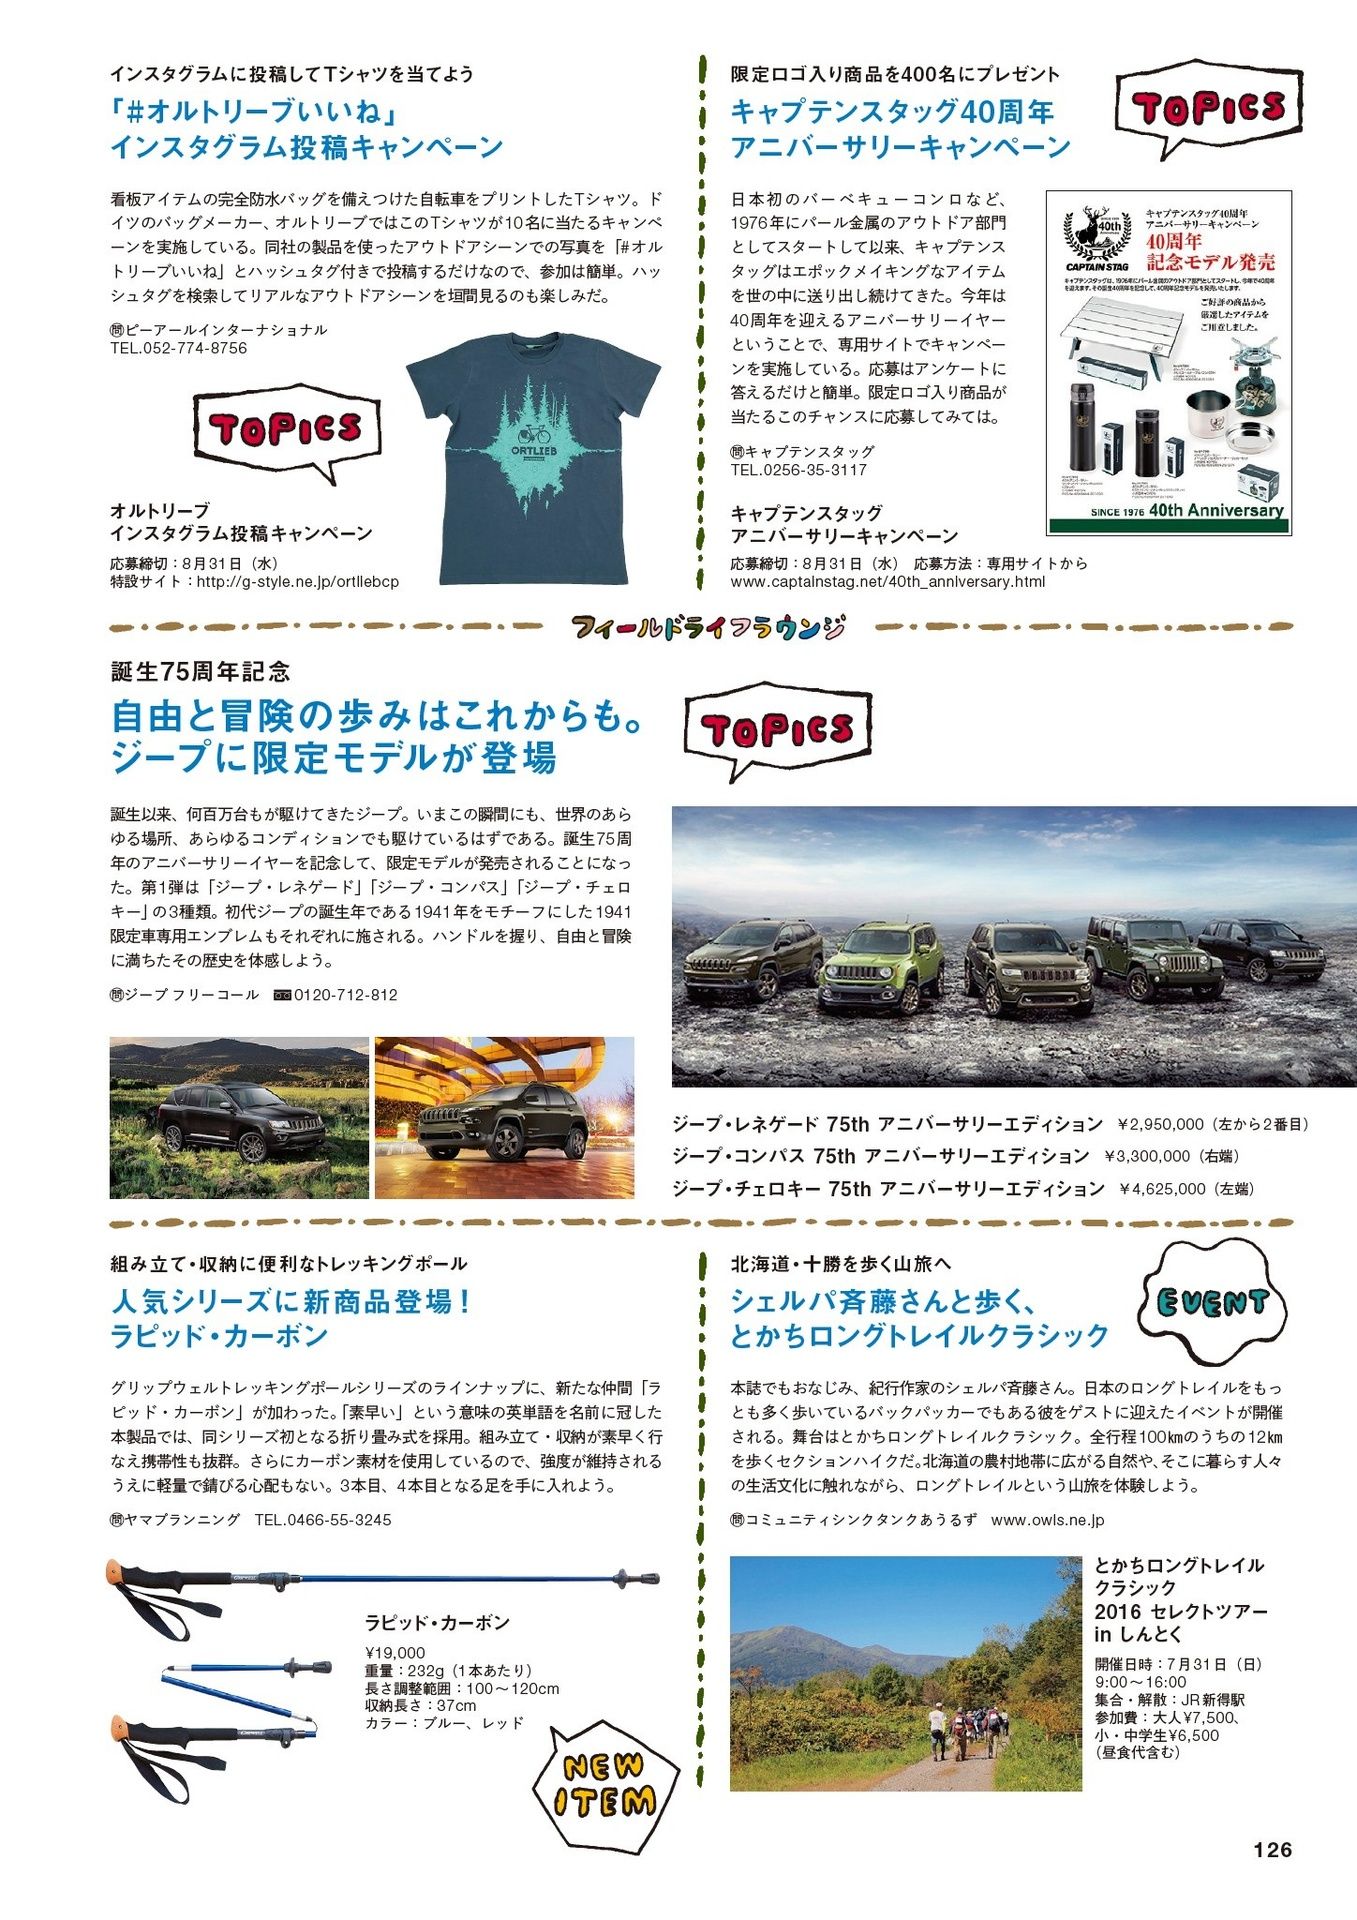 インスタグラムに投稿してTシャツを当てよう
「#オルトリーブいいね」
インスタグラム投稿キャンペーン
看板アイテムの完全防水バッグを備えつけた自転車をプリントしたTシャツ。ド
イツのバッグメーカー、オルトリーブではこのTシャツが10名に当たるキャンペ
ーンを実施している。同社の製品を使ったアウトドアシーンでの写真を「#オル
トリーブいいね」とハッシュタグ付きで投稿するだけなので、参加は簡単。ハッ
シュタグを検索してリアルなアウトドアシーンを垣間見るのも楽しみだ。
㉄ピーアールインターナショナル
TEL.052-774-8756
TOPICS
ORTLIEB
オルトリーブ
インスタグラム投稿キャンペーン
応募締切：8月31日（水）
特設サイト：http://g-style.ne.jp/ortliebcp
限定ロゴ入り商品を400名にプレゼント
キャプテンスタッグ40周年
アニバーサリーキャンペーン
TOPICS
日本初のバーベキューコンロなど、
1976年にパール金属のアウトドア部門
としてスタートして以来、キャプテンス
タッグはエポックメイキングなアイテム
を世の中に送り出し続けてきた。今年は
40周年を迎えるアニバーサリーイヤー
ということで、専用サイトでキャンペー
ンを実施している。応募はアンケートに
答えるだけと簡単。限定ロゴ入り商品が
当たるこのチャンスに応募してみては。
㉄キャプテンスタッグ
TEL.0256-35-3117
キャプテンスタッグ
アニバーサリーキャンペーン
応募締切：8月31日（水）　応募方法：専用サイトから
www.captainstag.net/40th_anniversary.html
40th
CAPTAIN STAG
キャプテンスタッグ40周年
アニバーサリーキャンペーン
40周年
記念モデル発売
キャプテンスタッグは、1976年にパール金属のアウトドア部門としてスタートし、今年で40周年
を迎えます。その誕生40周年を記念して、40周年記念モデルを発売いたします。
ご好評の商品から
厳選したアイテムを
ご用意しました。
SINCE 1976 40th Anniversary
フィールドライフラウンジ
誕生75周年記念
自由と冒険の歩みはこれからも。
ジープに限定モデルが登場
TOPICS
誕生以来、何百万台もが駆けてきたジープ。いまこの瞬間にも、世界のあら
ゆる場所、あらゆるコンディションでも駆けているはずである。誕生75周
年のアニバーサリーイヤーを記念して、限定モデルが発売されることになっ
た。第1弾は「ジープ・レネゲード」「ジープ・コンパス」「ジープ・チェロ
キー」の3種類。初代ジープの誕生年である1941年をモチーフにした1941
限定車専用エンブレムもそれぞれに施される。ハンドルを握り、自由と冒険
に満ちたその歴史を体感しよう。
㉄ジープ フリーコール　0120-712-812
ジープ・レネゲード 75th アニバーサリーエディション　¥2,950,000（左から2番目）
ジープ・コンパス 75th アニバーサリーエディション　¥3,300,000（右端）
ジープ・チェロキー 75th アニバーサリーエディション　¥4,625,000（左端）
組み立て・収納に便利なトレッキングポール
人気シリーズに新商品登場！
ラピッド・カーボン
グリップウェルトレッキングポールシリーズのラインナップに、新たな仲間「ラ
ピッド・カーボン」が加わった。「素早い」という意味の英単語を名前に冠した
本製品では、同シリーズ初となる折り畳み式を採用。組み立て・収納が素早く行
なえ携帯性も抜群。さらにカーボン素材を使用しているので、強度が維持される
うえに軽量で錆びる心配もない。3本目、4本目となる足を手に入れよう。
㉄ヤマプランニング　TEL.0466-55-3245
ラピッド・カーボン
¥19,000
重量：232g（1本あたり）
長さ調整範囲：100〜120cm
収納長さ：37cm
カラー：ブルー、レッド
NEW
ITEM
北海道・十勝を歩く山旅へ
シェルパ斉藤さんと歩く、
とかちロングトレイルクラシック
EVENT
本誌でもおなじみ、紀行作家のシェルパ斉藤さん。日本のロングトレイルをもっ
とも多く歩いているバックパッカーでもある彼をゲストに迎えたイベントが開催
される。舞台はとかちロングトレイルクラシック。全行程100㎞のうちの12㎞
を歩くセクションハイクだ。北海道の農村地帯に広がる自然や、そこに暮らす人々
の生活文化に触れながら、ロングトレイルという山旅を体験しよう。
㉄コミュニティシンクタンクあうるず　www.owls.ne.jp
とかちロングトレイル
クラシック
2016 セレクトツアー
in しんとく
開催日時：7月31日（日）
9:00〜16:00
集合・解散：JR新得駅
参加費：大人¥7,500、
小・中学生¥6,500
（昼食代含む）
126